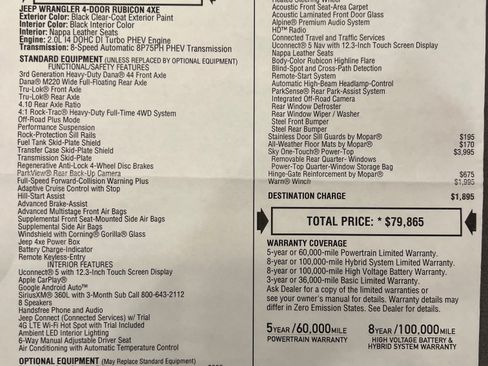 JEEP WRANGLER 4-DOOR RUBICON 4XE
Exterior Color: Black Clear-Coat Exterior Paint
Interior Color: Black Interior Color
Interior: Nappa Leather Seats
Engine: 2.0L I4 DOHC DI Turbo PHEV Engine
Transmission: 8-Speed Automatic 8P75PH PHEV Transmission
STANDARD EQUIPMENT (UNLESS REPLACED BY OPTIONAL EQUIPMENT)
FUNCTIONAL/SAFETY FEATURES
3rd Generation Heavy-Duty Dana® 44 Front Axle
Dana® M220 Wide Full-Floating Rear Axle
Tru-Lok® Front Axle
Tru-Lok® Rear Axle
4.10 Rear Axle Ratio
4:1 Rock-Trac® Heavy-Duty Full-Time 4WD System
Off-Road Plus Mode
Performance Suspension
Rock-Protection Sill Rails
Fuel Tank Skid-Plate Shield
Transfer Case Skid-Plate Shield
Transmission Skid-Plate
Regenerative Anti-Lock 4-Wheel Disc Brakes
ParkView® Rear Back-Up Camera
Full-Speed Forward-Collision Warning Plus
Adaptive Cruise Control with Stop
Hill-Start Assist
Advanced Brake-Assist
Advanced Multistage Front Air Bags
Supplemental Front Seat-Mounted Side Air Bags
Supplemental Side Air Bags
Windshield with Corning® Gorilla® Glass
Jeep 4xe Power Box
Battery Charge-Indicator
Remote Keyless-Entry
INTERIOR FEATURES
Uconnect® 5 with 12.3-Inch Touch Screen Display
Apple CarPlay®
Google Android Auto™
SiriusXM® 360L with 3-Month Sub Call 800-643-2112
8 Speakers
Handsfree Phone and Audio
Jeep Connect (Connected Services) w/ Trial
4G LTE Wi-Fi Hot Spot with Trial Included
Ambient LED Interior Lighting
6-Way Manual Adjustable Driver Seat
Air Conditioning with Automatic Temperature Control
OPTIONAL EQUIPMENT (May Replace Standard Equipment)
Acoustic Front Seat-Area Carpet
Acoustic Laminated Front Door Glass
Alpine® Premium Audio System
HD™ Radio
Connected Travel and Traffic Services
Uconnect® 5 Nav with 12.3-Inch Touch Screen Display
Nappa Leather Seats
Body-Color Rubicon Highline Flare
Blind-Spot and Cross-Path Detection
Remote-Start System
Automatic High-Beam Headlamp-Control
ParkSense® Rear Park-Assist System
Integrated Off-Road Camera
Rear Window Defroster
Rear Window Wiper / Washer
Steel Front Bumper
Steel Rear Bumper
Stainless Door Sill Guards by Mopar® $195
All-Weather Floor Mats by Mopar® $170
Sky One-Touch® Power-Top $3,995
Removable Rear Quarter- Windows
Power-Top Quarter-Window Storage Bag
Hinge-Gate Reinforcement by Mopar® $675
Warn® Winch $1,995
DESTINATION CHARGE $1,895
TOTAL PRICE: * $79,865
WARRANTY COVERAGE
5-year or 60,000-mile Powertrain Limited Warranty.
8-year or 100,000-mile Hybrid System Limited Warranty.
8-year or 100,000-mile High Voltage Battery Warranty.
3-year or 36,000-mile Basic Limited Warranty.
Ask Dealer for a copy of the limited warranties or
see your owner's manual for details. Warranty details may
differ in Zero Emission States. See Dealer for details.
5YEAR/60,000MILE
POWERTRAIN WARRANTY
8YEAR/100,000MILE
HIGH VOLTAGE BATTERY &
HYBRID SYSTEM WARRANTY